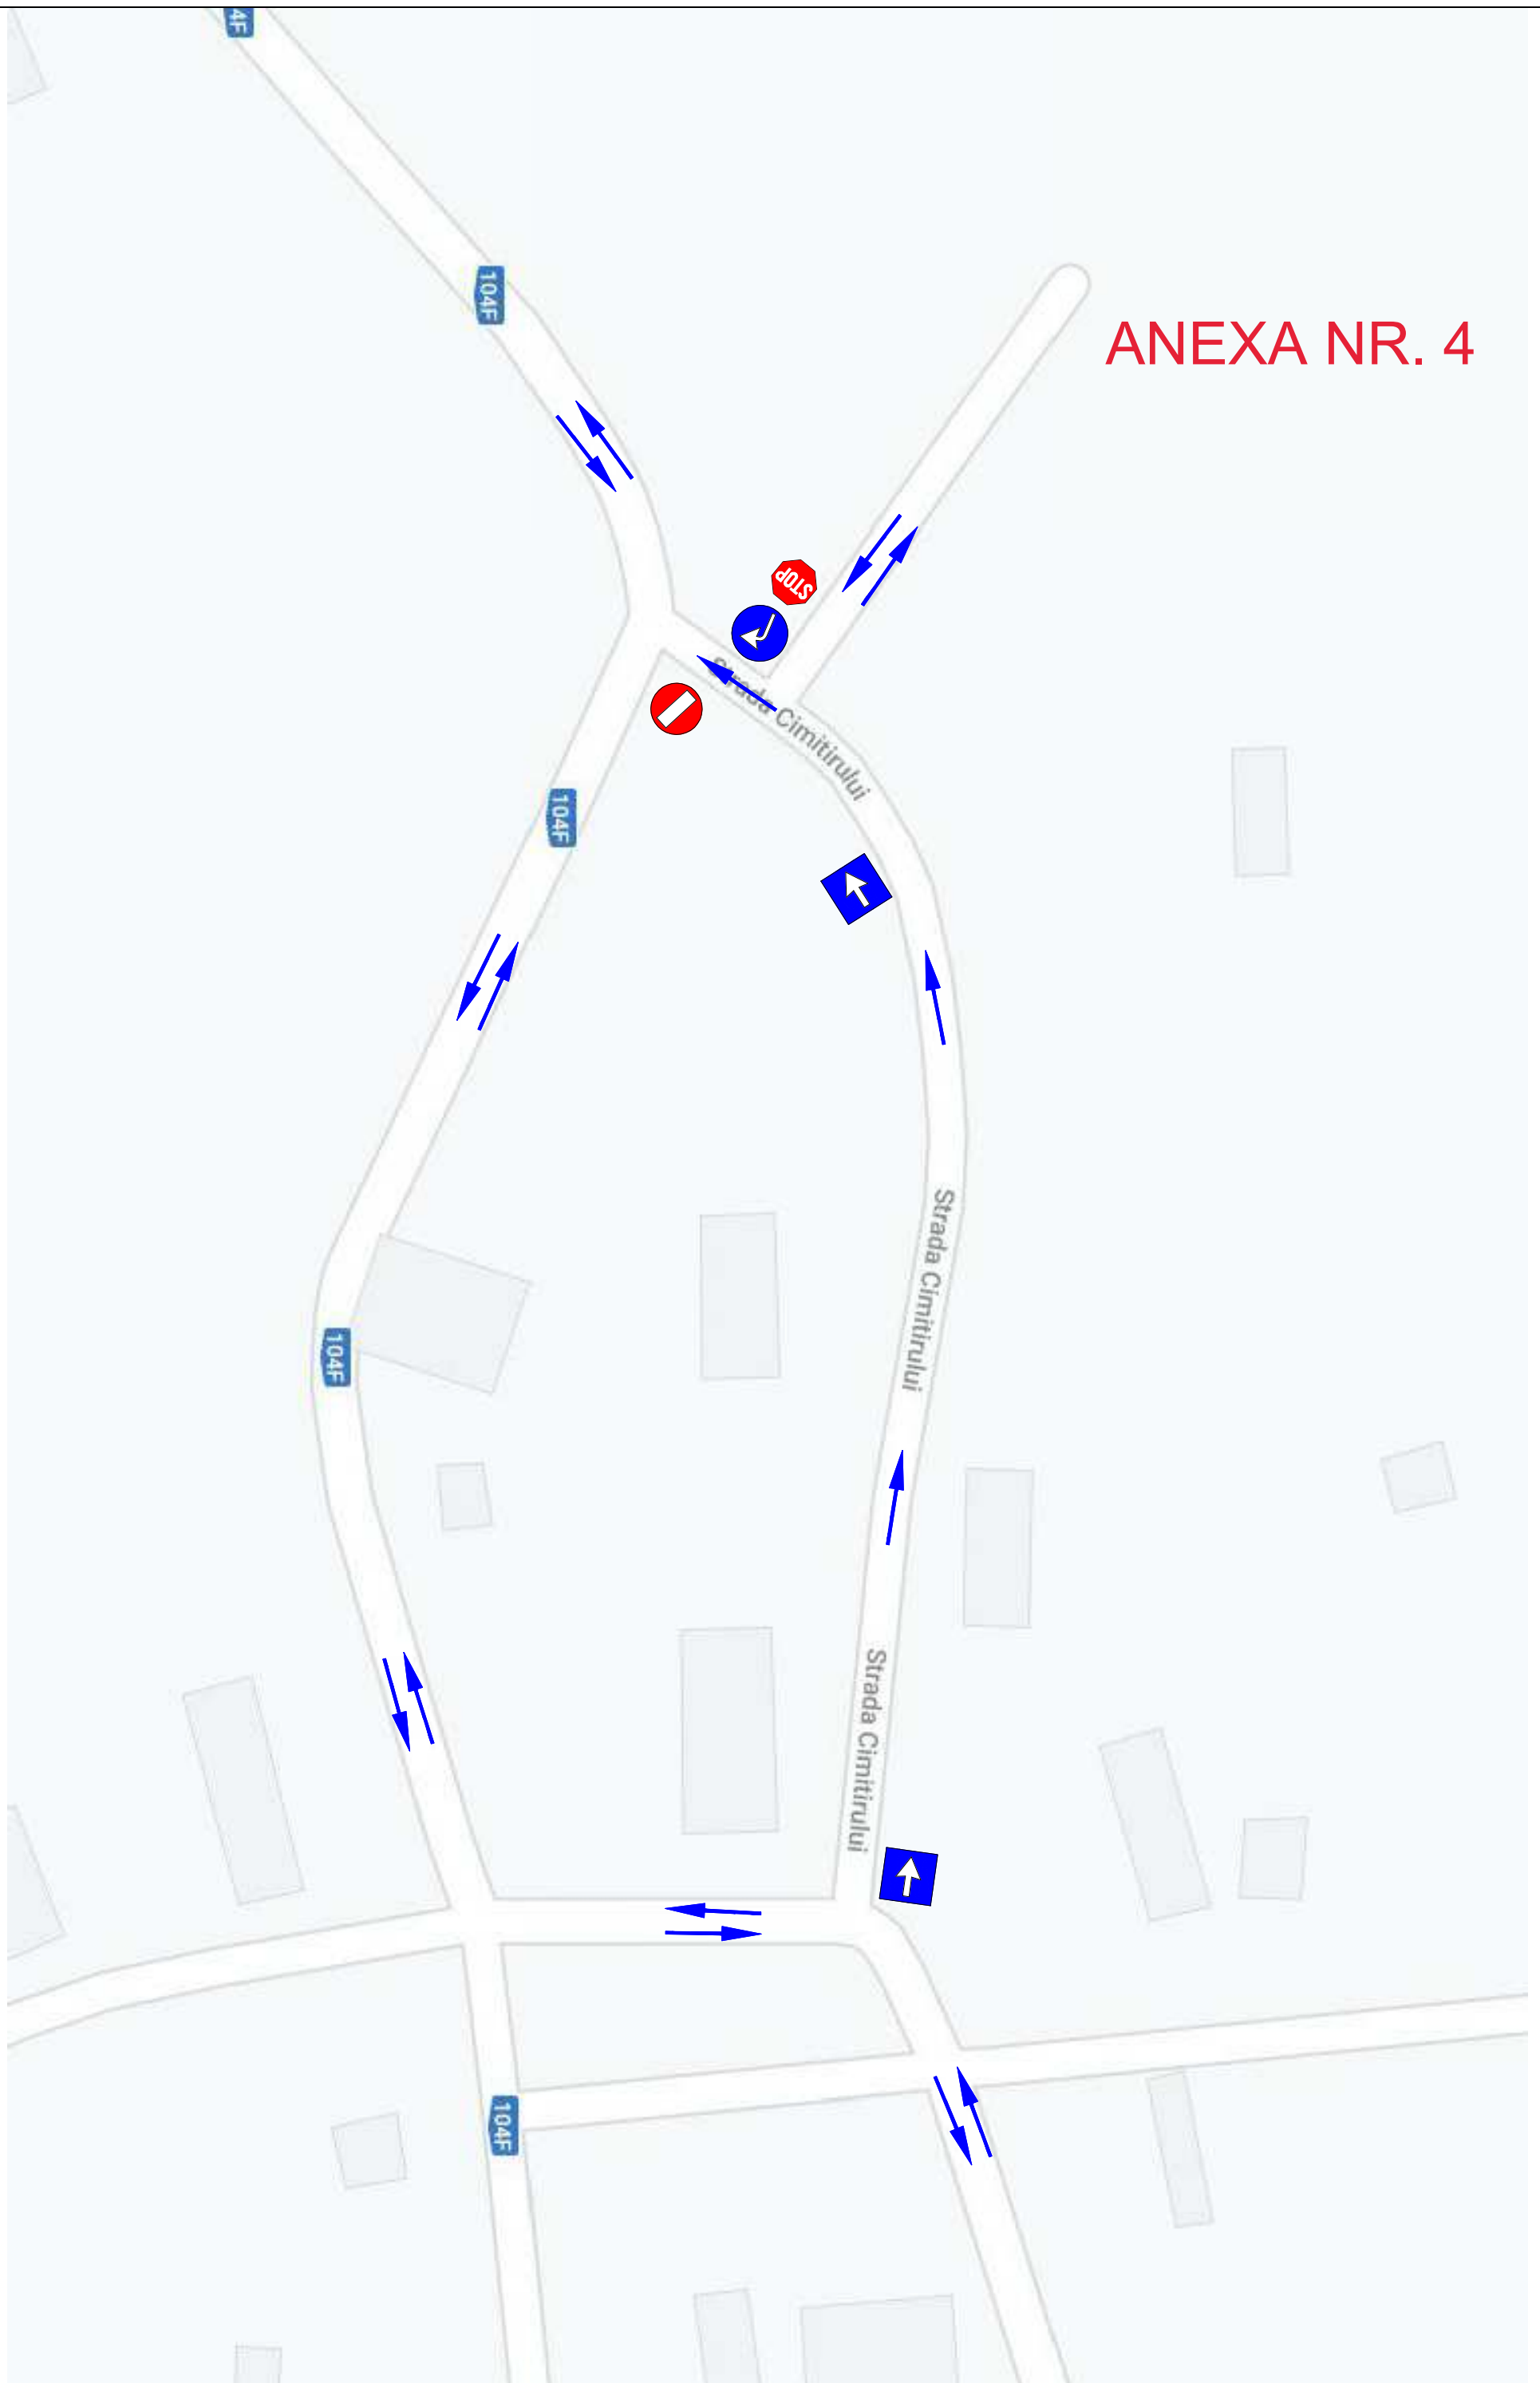 4F
104F
ANEXA NR. 4
STOP
Strada Cimitirului
104F
Strada Cimitirului
104F
Strada Cimitirului
104F